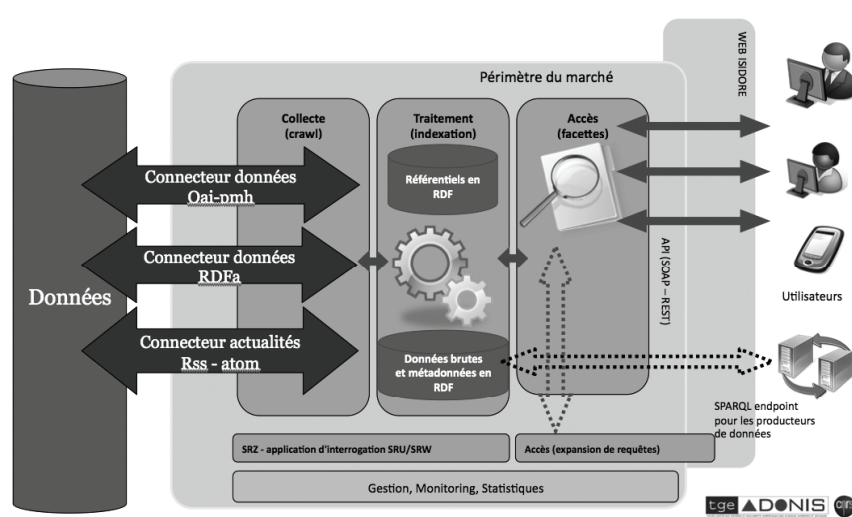 Périmètre du marché
WEB ISIDORE
Collecte
(crawl)
Traitement
(indexation)
Accès
(facettes)
Connecteur données
Oai-pmh
Référentiels en
RDF
Connecteur données
RDFa
Données
API (SOAP – REST)
Utilisateurs
Connecteur actualités
Rss - atom
Données brutes
et métadonnées en
RDF
SPARQL endpoint
pour les producteurs
de données
SRZ - application d'interrogation SRU/SRW
Accès (expansion de requêtes)
Gestion, Monitoring, Statistiques
tge ADONIS